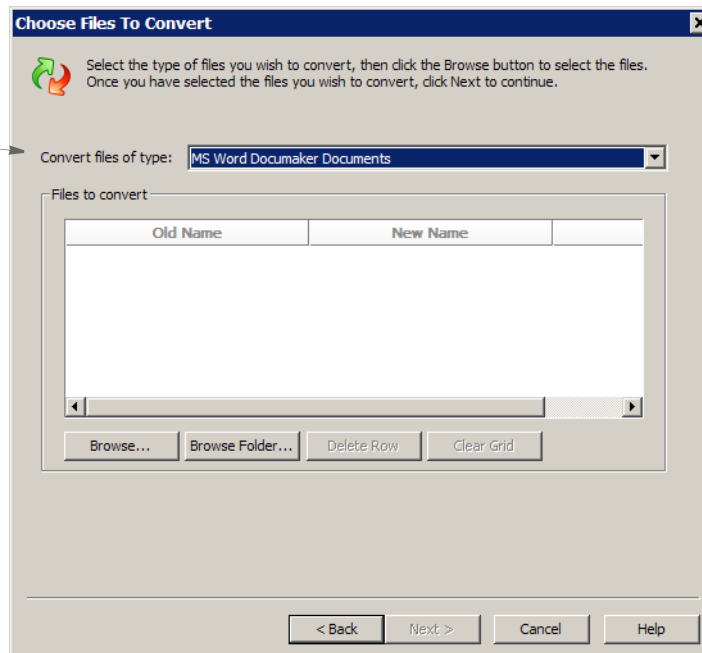 Choose Files To Convert
Select the type of files you wish to convert, then click the Browse button to select the files.
Once you have selected the files you wish to convert, click Next to continue.
Convert files of type: MS Word Documaker Documents
Files to convert
Old Name New Name
Browse... Browse Folder... Delete Row Clear Grid
< Back Next > Cancel Help